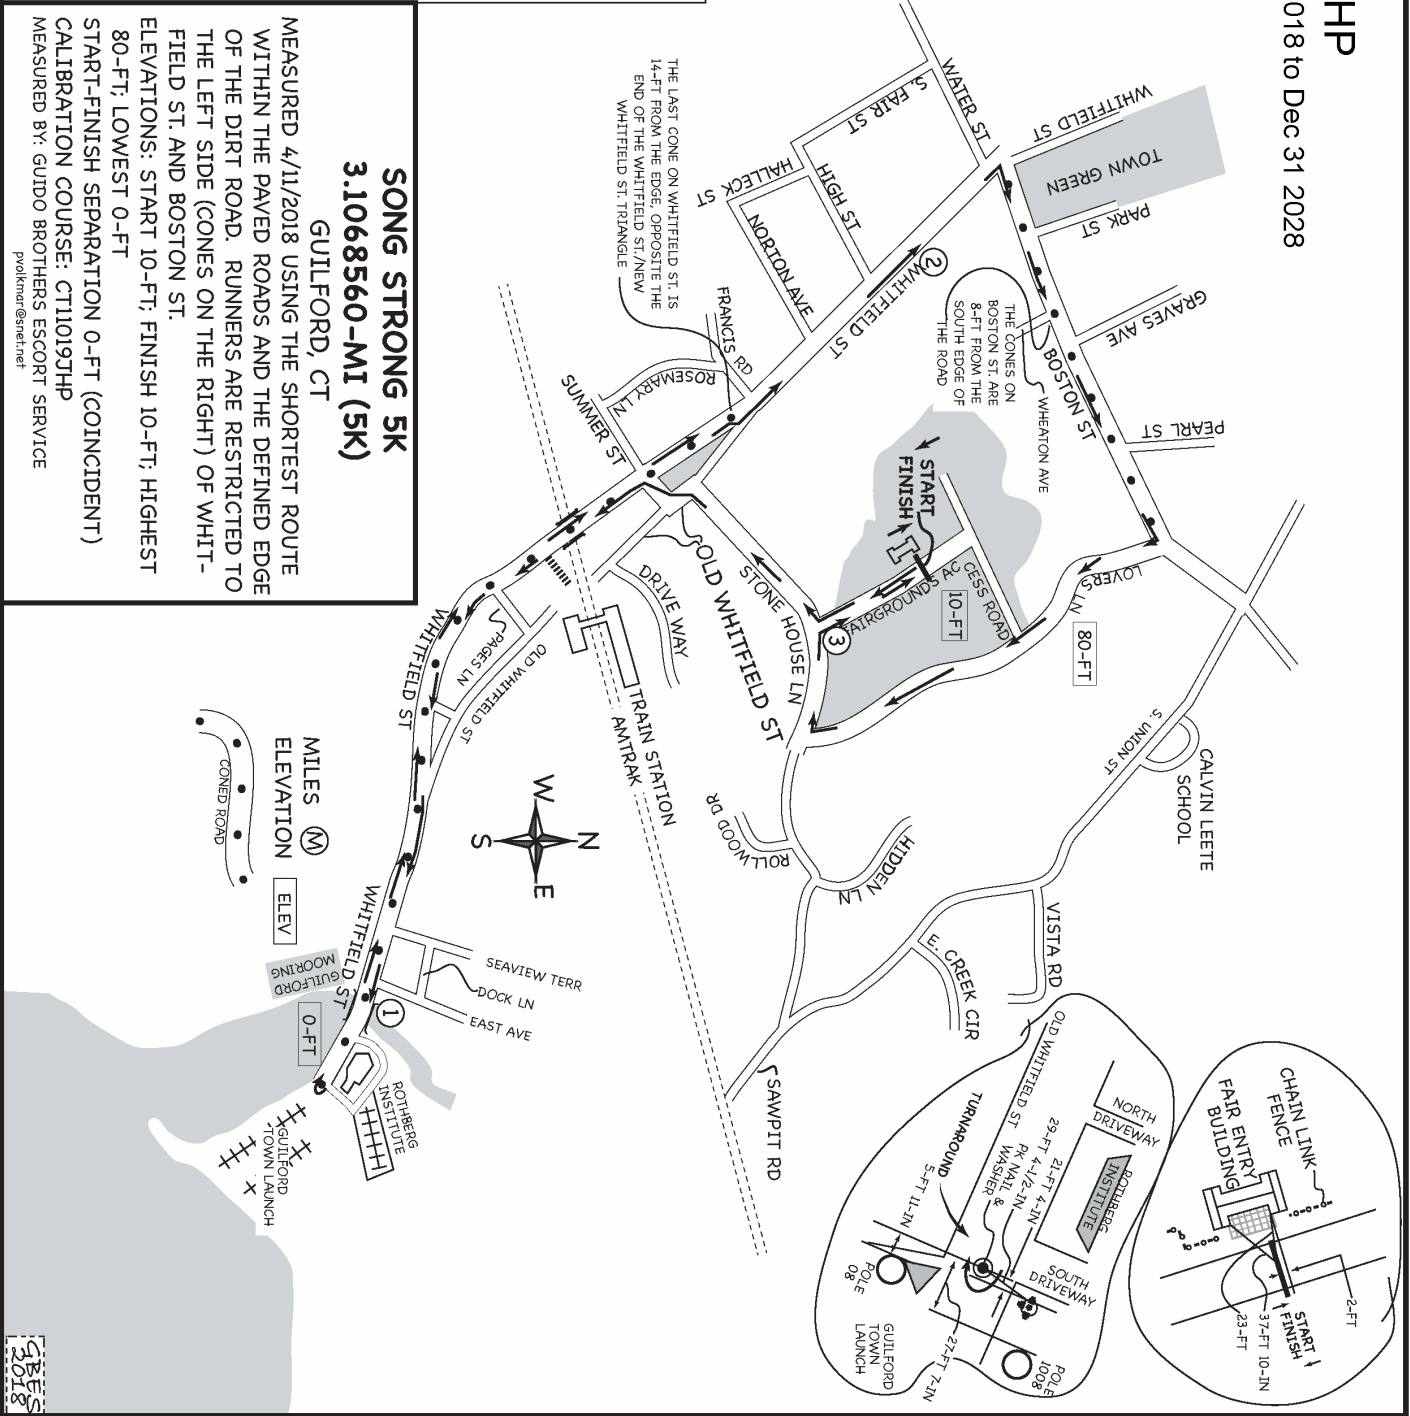 HP
018 to Dec 31 2028
SONG STRONG 5K
3.1068560-MI (5K)
GUILFORD, CT
MEASURED 4/11/2018 USING THE SHORTEST ROUTE
WITHIN THE PAVED ROADS AND THE DEFINED EDGE
OF THE DIRT ROAD. RUNNERS ARE RESTRICTED TO
THE LEFT SIDE (CONES ON THE RIGHT) OF WHIT-
FIELD ST. AND BOSTON ST.
ELEVATIONS: START 10-FT; FINISH 10-FT; HIGHEST
80-FT; LOWEST 0-FT
START-FINISH SEPARATION 0-FT (COINCIDENT)
CALIBRATION COURSE: CT11019JHP
MEASURED BY: GUIDO BROTHERS ESCORT SERVICE
pvolkmar@snet.net
THE LAST CONE ON WHITFIELD ST. IS
14-FT FROM THE EDGE, OPPOSITE THE
END OF THE WHITFIELD ST./NEW
WHITFIELD ST. TRIANGLE
WATER ST
S. FAIR ST
HALLECK
ST
HIGH ST
NORTON AVE
WHITFIELD ST
TOWN GREEN
PARK ST
GRAVES AVE
BOSTON ST
PEARL ST
WHEATON AVE
THE CONES ON
BOSTON ST. ARE
8-FT FROM THE
SOUTH EDGE OF
THE ROAD
2
WHITFIELD ST
FRANCIS RD
ROSEMARY
LN
SUMMER ST
START
FINISH
FAIRGROUNDS AC
CESS ROAD
10-FT
LOVERS LN
80-FT
3
STONE HOUSE LN
OLD WHITFIELD ST
DRIVE WAY
PAGES LN
OLD WHITFIELD ST
WHITFIELD ST
TRAIN STATION
AMTRAK
S. UNION ST
CALVIN LEETE
SCHOOL
ROLLWOOD DR
HIDDEN LN
VISTA RD
E. CREEK CIR
SAWPIT RD
N
W
E
S
MILES M
ELEVATION ELEV
CONED ROAD
WHITFIELD ST
GUILFORD
MOORING
0-FT
1
SEAVIEW TERR
DOCK LN
EAST AVE
ROTHBERG
INSTITUTE
GUILFORD
TOWN LAUNCH
OLD WHITFIELD ST
NORTH
DRIVEWAY
ROTHBERG
INSTITUTE
SOUTH
DRIVEWAY
21-FT 4-IN
29-FT 4-1/2-IN
PK NAIL &
WASHER
TURNAROUND
5-FT 11-IN
POLE
08
27-FT 7-IN
POLE
1008
GUILFORD
TOWN
LAUNCH
CHAIN LINK
FENCE
FAIR ENTRY
BUILDING
2-FT
START
FINISH
37-FT 10-IN
23-FT
GBES
2018